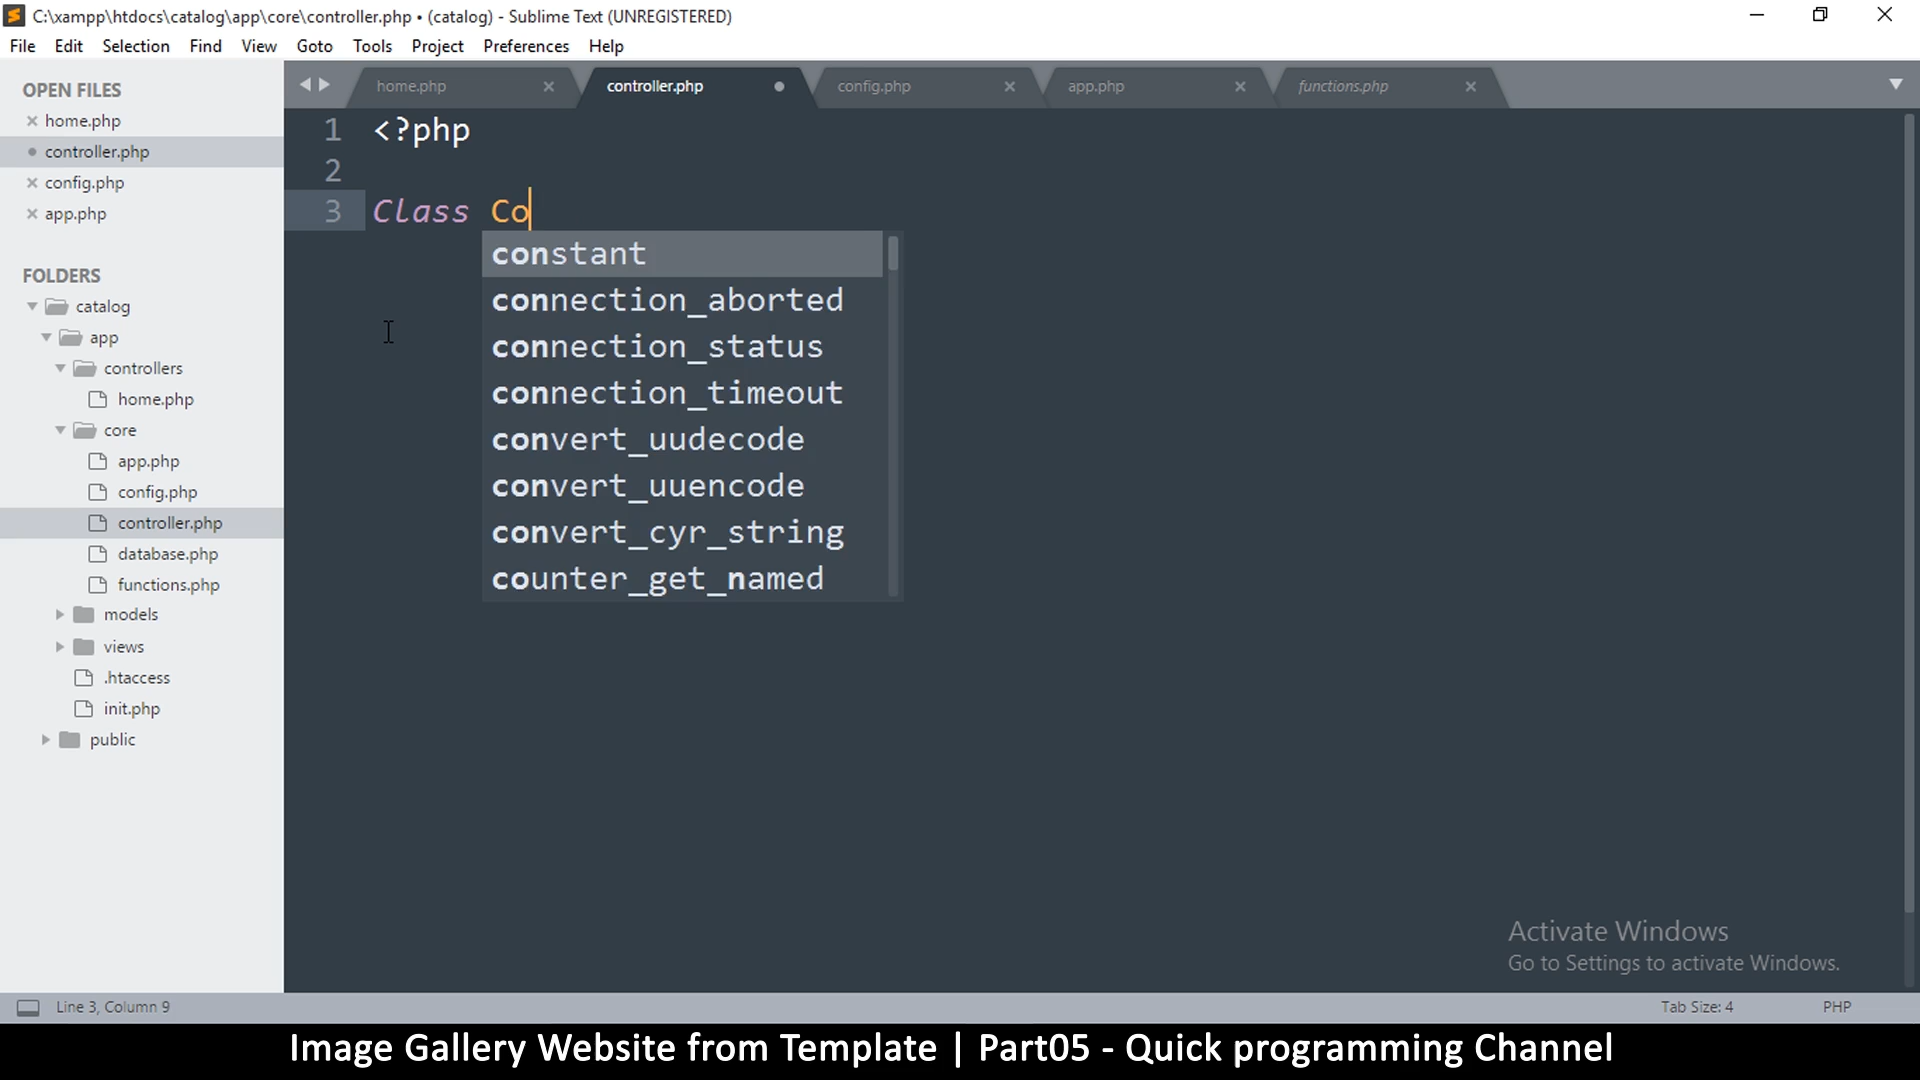 C:\xampp\htdocs\catalog\app\core\controller.php • (catalog) - Sublime Text (UNREGISTERED)
File Edit Selection Find View Goto Tools Project Preferences Help
OPEN FILES
home.php
controller.php
config.php
app.php
FOLDERS
catalog
app
controllers
home.php
core
app.php
config.php
controller.php
database.php
functions.php
models
views
.htaccess
init.php
public
home.php controller.php config.php app.php functions.php
1 <?php
2
3 Class Co
constant
connection_aborted
connection_status
connection_timeout
convert_uudecode
convert_uuencode
convert_cyr_string
counter_get_named
Activate Windows
Go to Settings to activate Windows.
Line 3, Column 9 Tab Size: 4 PHP
Image Gallery Website from Template | Part05 - Quick programming Channel